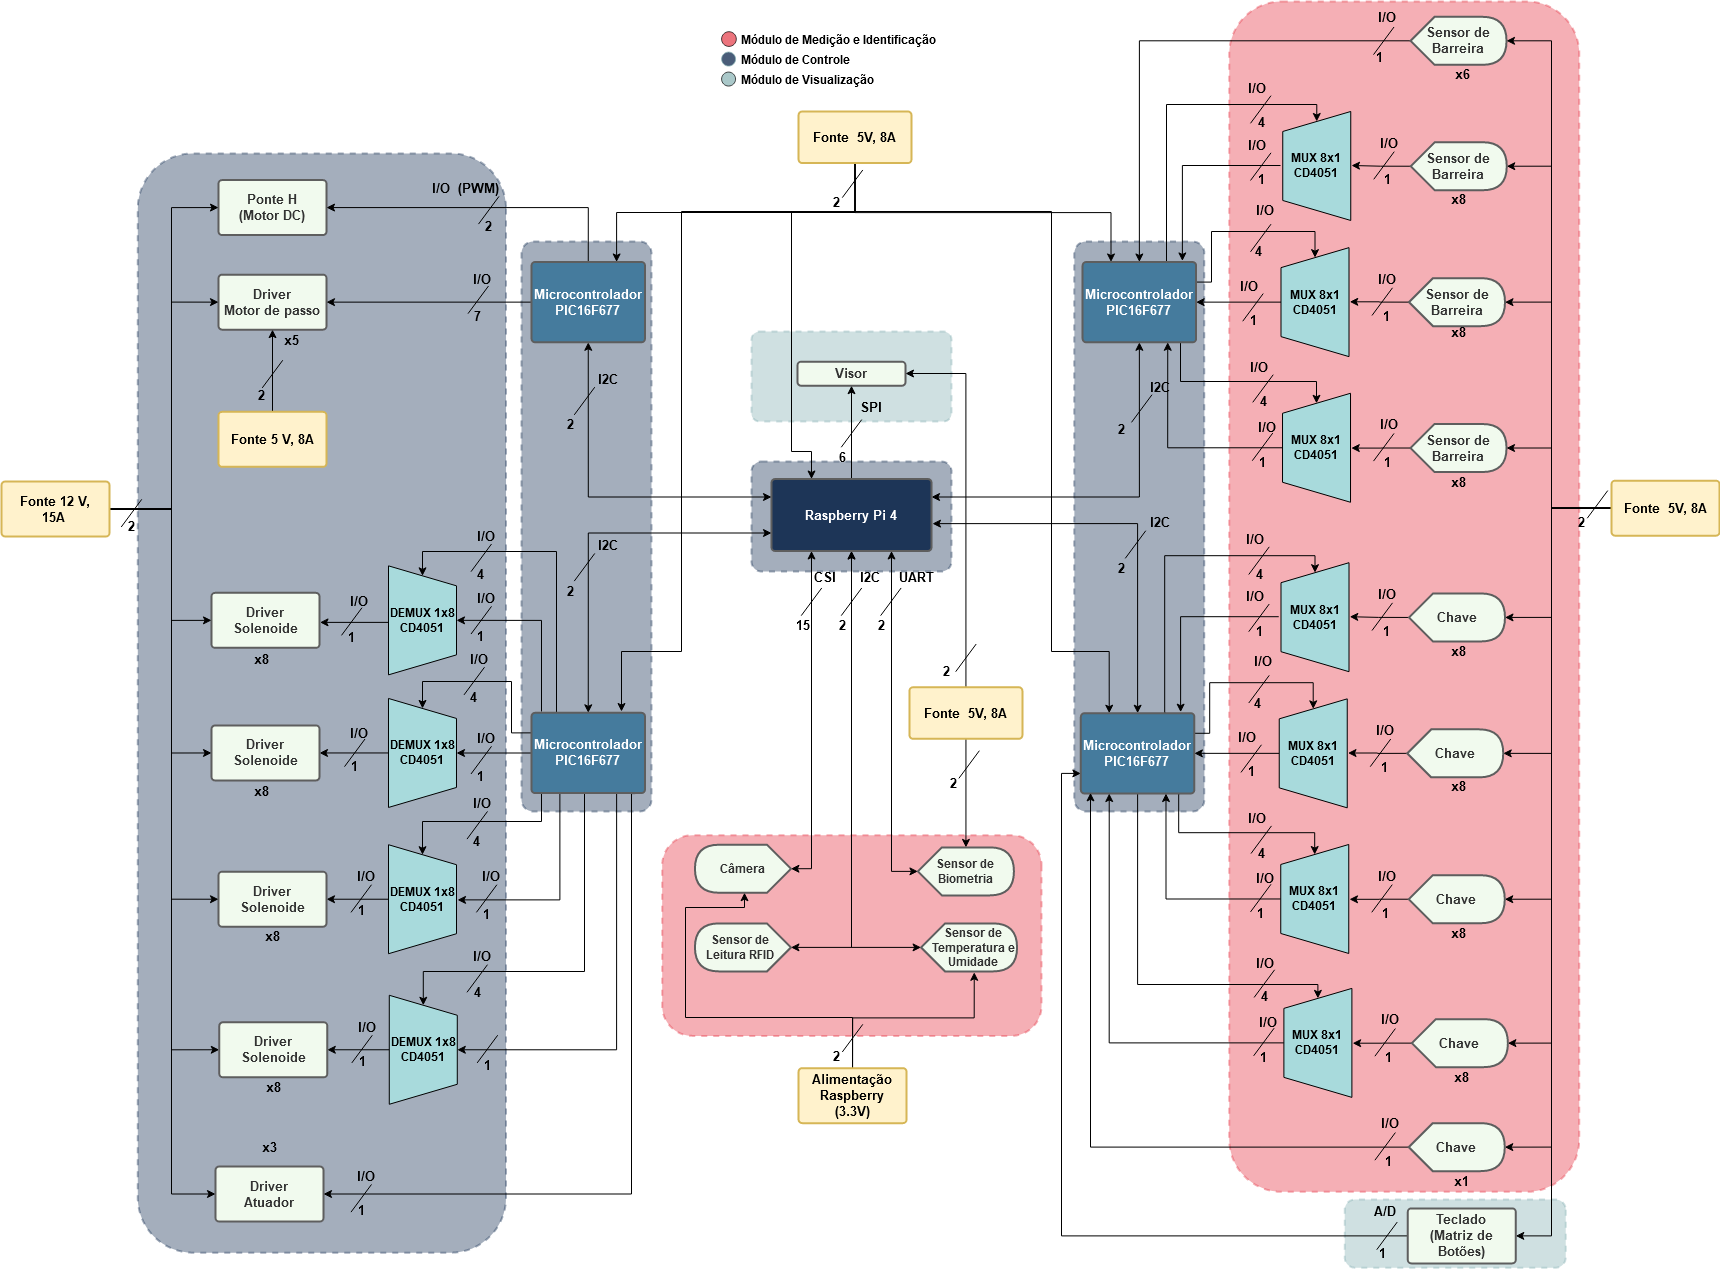 Módulo de Medição e Identificação
Módulo de Controle
Módulo de Visualização
Fonte 5V, 8A
2
Ponte H
(Motor DC)
I/O (PWM)
2
Driver
Motor de passo
x5
I/O
7
2
Fonte 5 V, 8A
Fonte 12 V,
15A
2
Microcontrolador
PIC16F677
I2C
2
I2C
2
Driver
Solenoide
x8
I/O
1
DEMUX 1x8
CD4051
I/O
4
I/O
1
Driver
Solenoide
x8
I/O
1
DEMUX 1x8
CD4051
I/O
4
I/O
1
Microcontrolador
PIC16F677
Driver
Solenoide
x8
I/O
1
DEMUX 1x8
CD4051
I/O
4
I/O
1
Driver
Solenoide
x8
I/O
1
DEMUX 1x8
CD4051
I/O
4
1
x3
Driver
Atuador
I/O
1
Visor
SPI
6
Raspberry Pi 4
CSI
15
I2C
2
UART
2
2
Fonte 5V, 8A
2
Câmera
Sensor de
Biometria
Sensor de
Leitura RFID
Sensor de
Temperatura e
Umidade
2
Alimentação
Raspberry
(3.3V)
Microcontrolador
PIC16F677
I2C
2
I2C
2
Microcontrolador
PIC16F677
I/O
1
Sensor de
Barreira
x6
I/O
4
I/O
1
MUX 8x1
CD4051
I/O
1
Sensor de
Barreira
x8
I/O
4
I/O
1
MUX 8x1
CD4051
I/O
1
Sensor de
Barreira
x8
I/O
4
I/O
1
MUX 8x1
CD4051
I/O
1
Sensor de
Barreira
x8
2
Fonte 5V, 8A
I/O
4
I/O
1
MUX 8x1
CD4051
I/O
1
Chave
x8
I/O
4
I/O
1
MUX 8x1
CD4051
I/O
1
Chave
x8
I/O
4
I/O
1
MUX 8x1
CD4051
I/O
1
Chave
x8
I/O
4
I/O
1
MUX 8x1
CD4051
I/O
1
Chave
x8
I/O
1
Chave
x1
A/D
1
Teclado
(Matriz de
Botões)